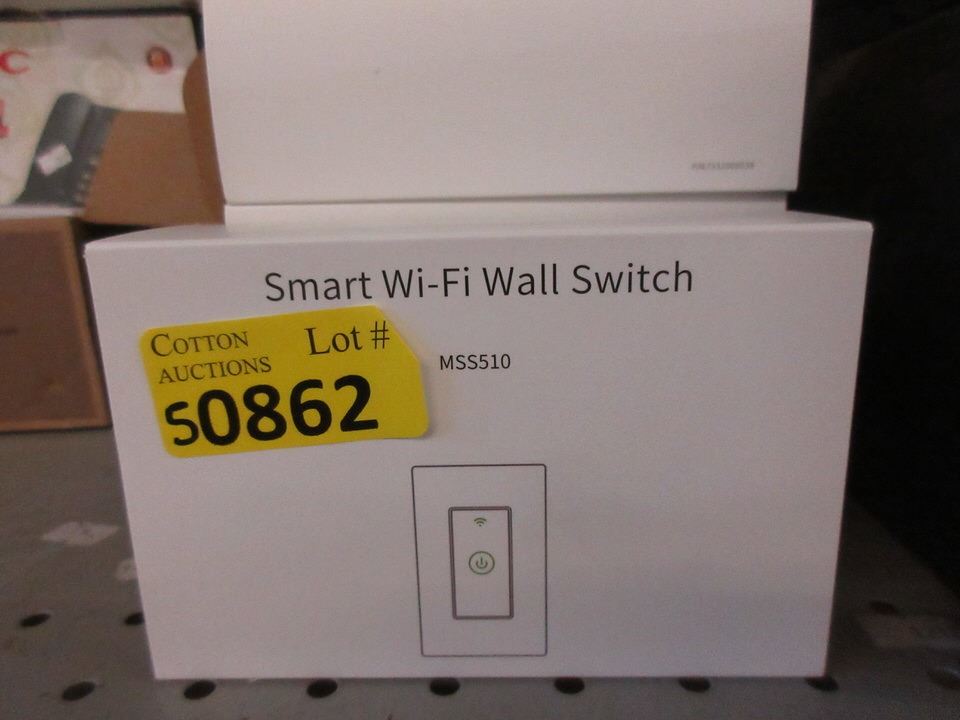 C
Smart Wi-Fi Wall Switch
COTTON
AUCTIONS
Lot #
50862
MSS510